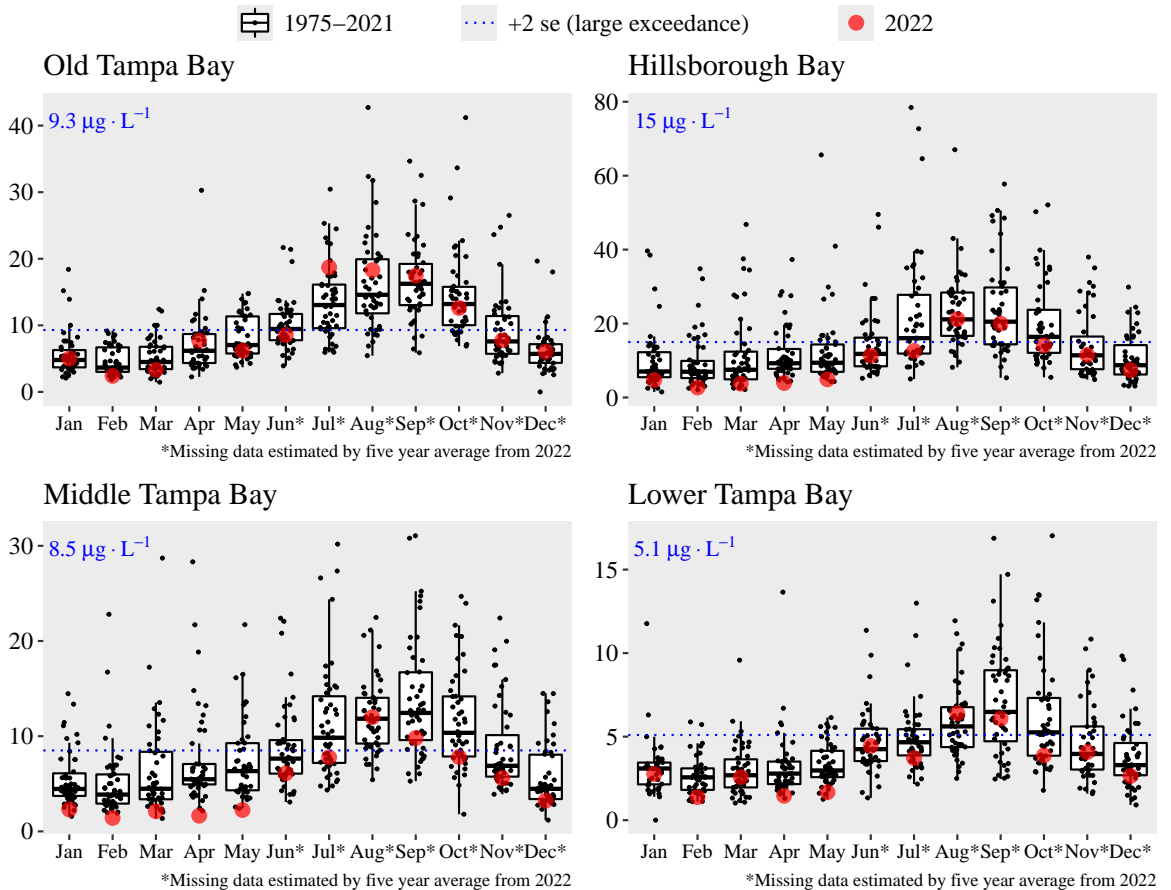 1975–2021 +2 se (large exceedance) 2022
Old Tampa Bay
9.3 μg · L⁻¹
40
30
20
10
0
Jan Feb Mar Apr May Jun* Jul* Aug* Sep* Oct* Nov* Dec*
*Missing data estimated by five year average from 2022
Hillsborough Bay
15 μg · L⁻¹
80
60
40
20
0
Jan Feb Mar Apr May Jun* Jul* Aug* Sep* Oct* Nov* Dec*
*Missing data estimated by five year average from 2022
Middle Tampa Bay
8.5 μg · L⁻¹
30
20
10
0
Jan Feb Mar Apr May Jun* Jul* Aug* Sep* Oct* Nov* Dec*
*Missing data estimated by five year average from 2022
Lower Tampa Bay
5.1 μg · L⁻¹
15
10
5
0
Jan Feb Mar Apr May Jun* Jul* Aug* Sep* Oct* Nov* Dec*
*Missing data estimated by five year average from 2022